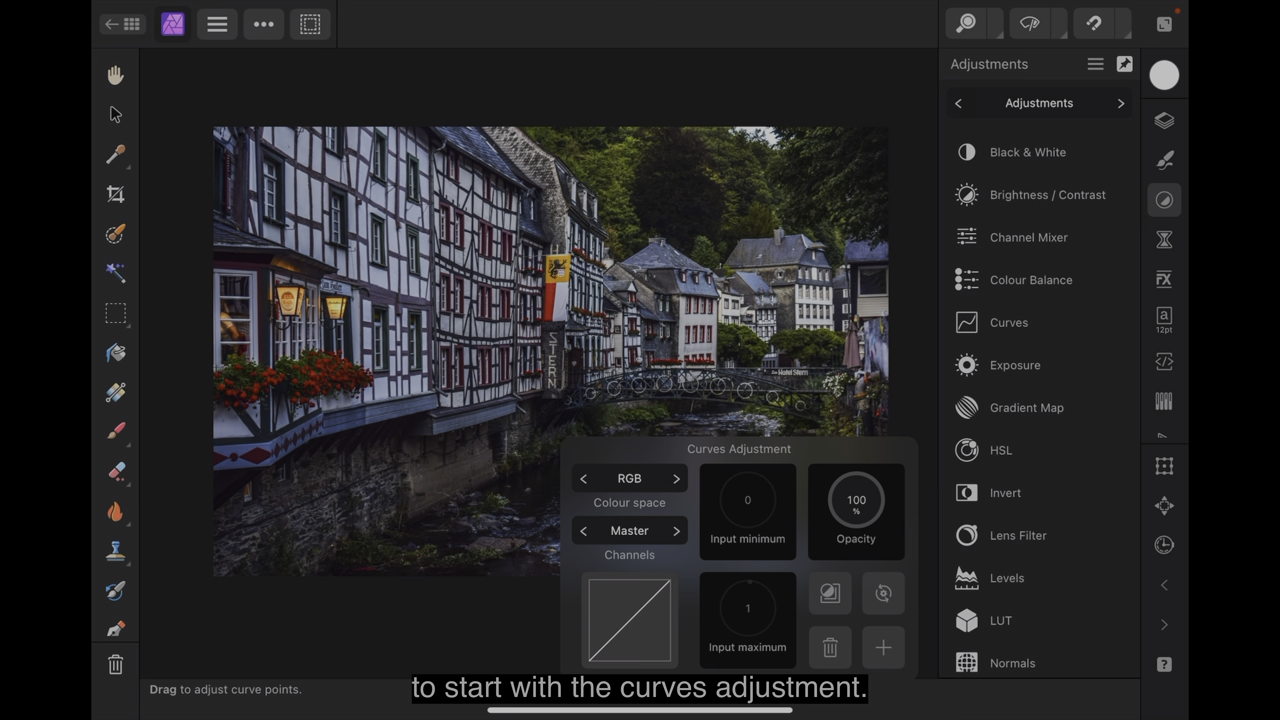 Adjustments
Adjustments
Black & White
Brightness / Contrast
Channel Mixer
Colour Balance
Curves
Exposure
Gradient Map
HSL
Invert
Lens Filter
Levels
LUT
Normals
a
12pt
FX
?
STERN
Hotel Stern
Curves Adjustment
RGB
Colour space
Master
Channels
0
Input minimum
100
%
Opacity
1
Input maximum
Drag to adjust curve points.
to start with the curves adjustment.